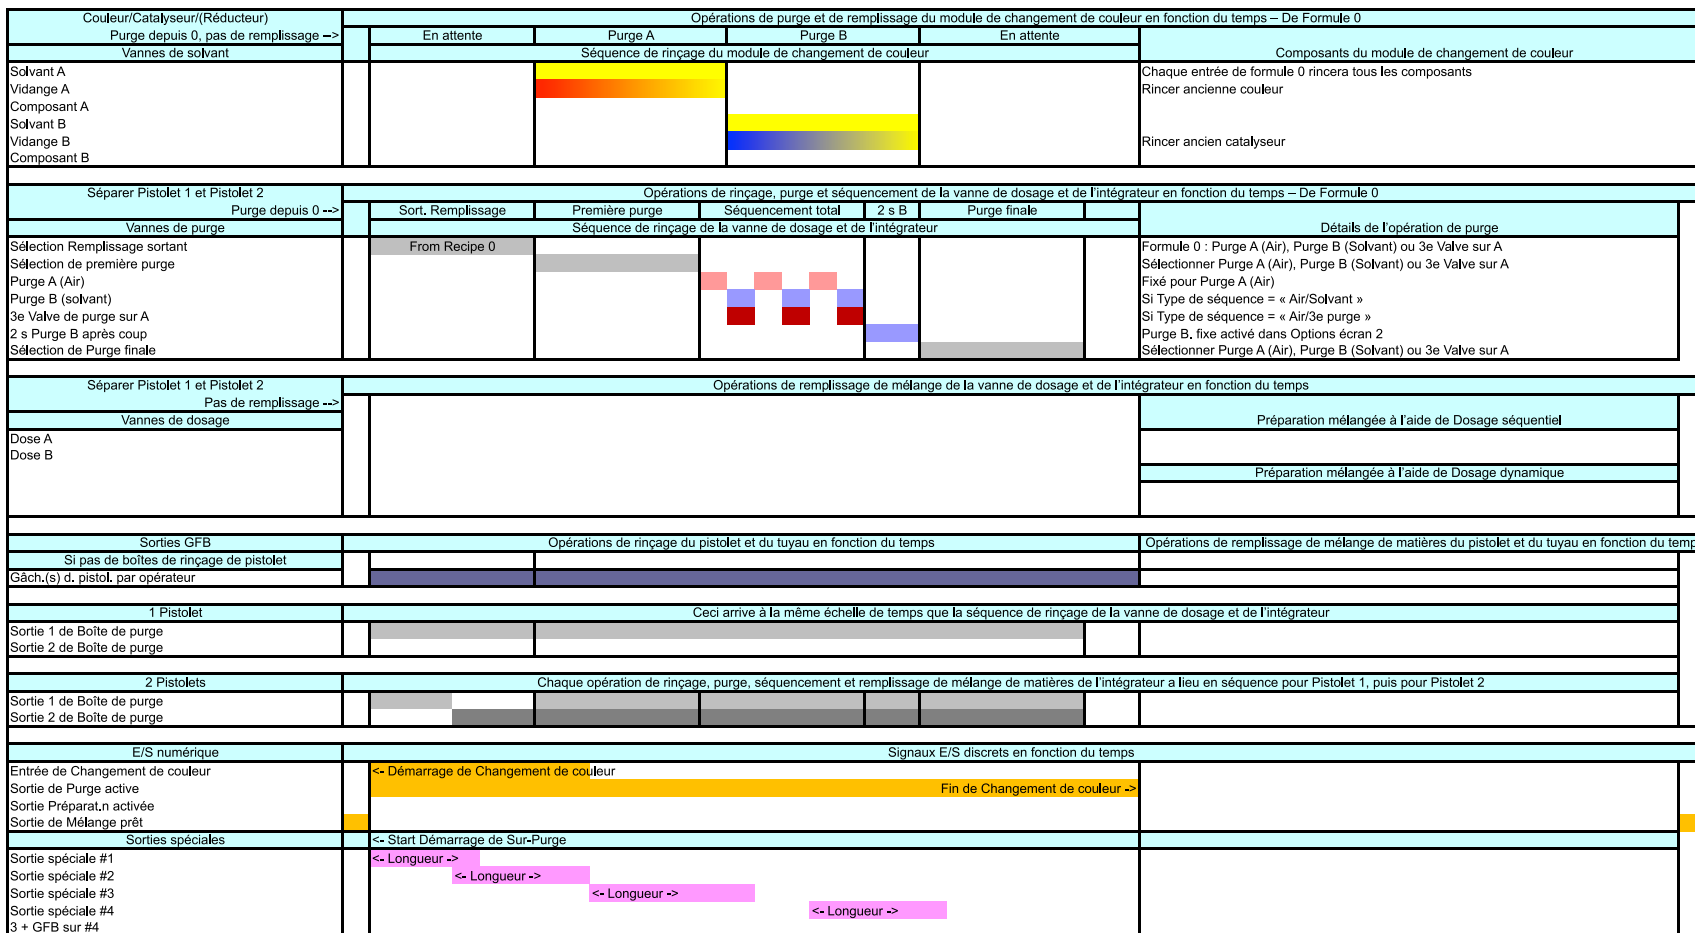 Couleur/Catalyseur/(Réducteur)
Opérations de purge et de remplissage du module de changement de couleur en fonction du temps – De Formule 0
Purge depuis 0, pas de remplissage –>
En attente
Purge A
Purge B
En attente
Vannes de solvant
Séquence de rinçage du module de changement de couleur
Composants du module de changement de couleur
Solvant A
Chaque entrée de formule 0 rincera tous les composants
Vidange A
Rincer ancienne couleur
Composant A
Solvant B
Vidange B
Rincer ancien catalyseur
Composant B
Séparer Pistolet 1 et Pistolet 2
Opérations de rinçage, purge et séquencement de la vanne de dosage et de l'intégrateur en fonction du temps – De Formule 0
Purge depuis 0 -->
Sort. Remplissage
Première purge
Séquencement total
2 s B
Purge finale
Vannes de purge
Séquence de rinçage de la vanne de dosage et de l'intégrateur
Détails de l'opération de purge
Sélection Remplissage sortant
From Recipe 0
Formule 0 : Purge A (Air), Purge B (Solvant) ou 3e Valve sur A
Sélection de première purge
Sélectionner Purge A (Air), Purge B (Solvant) ou 3e Valve sur A
Purge A (Air)
Fixé pour Purge A (Air)
Purge B (solvant)
Si Type de séquence = « Air/Solvant »
3e Valve de purge sur A
Si Type de séquence = « Air/3e purge »
2 s Purge B après coup
Purge B. fixe activé dans Options écran 2
Sélection de Purge finale
Sélectionner Purge A (Air), Purge B (Solvant) ou 3e Valve sur A
Séparer Pistolet 1 et Pistolet 2
Opérations de remplissage de mélange de la vanne de dosage et de l'intégrateur en fonction du temps
Pas de remplissage -->
Vannes de dosage
Préparation mélangée à l'aide de Dosage séquentiel
Dose A
Dose B
Préparation mélangée à l'aide de Dosage dynamique
Sorties GFB
Opérations de rinçage du pistolet et du tuyau en fonction du temps
Opérations de remplissage de mélange de matières du pistolet et du tuyau en fonction du temp
Si pas de boîtes de rinçage de pistolet
Gâch.(s) d. pistol. par opérateur
1 Pistolet
Ceci arrive à la même échelle de temps que la séquence de rinçage de la vanne de dosage et de l'intégrateur
Sortie 1 de Boîte de purge
Sortie 2 de Boîte de purge
2 Pistolets
Chaque opération de rinçage, purge, séquencement et remplissage de mélange de matières de l'intégrateur a lieu en séquence pour Pistolet 1, puis pour Pistolet 2
Sortie 1 de Boîte de purge
Sortie 2 de Boîte de purge
E/S numérique
Signaux E/S discrets en fonction du temps
Entrée de Changement de couleur
<- Démarrage de Changement de couleur
Sortie de Purge active
Fin de Changement de couleur ->
Sortie Préparat.n activée
Sortie de Mélange prêt
Sorties spéciales
<- Start Démarrage de Sur-Purge
Sortie spéciale #1
<- Longueur ->
Sortie spéciale #2
<- Longueur ->
Sortie spéciale #3
<- Longueur ->
Sortie spéciale #4
<- Longueur ->
3 + GFB sur #4